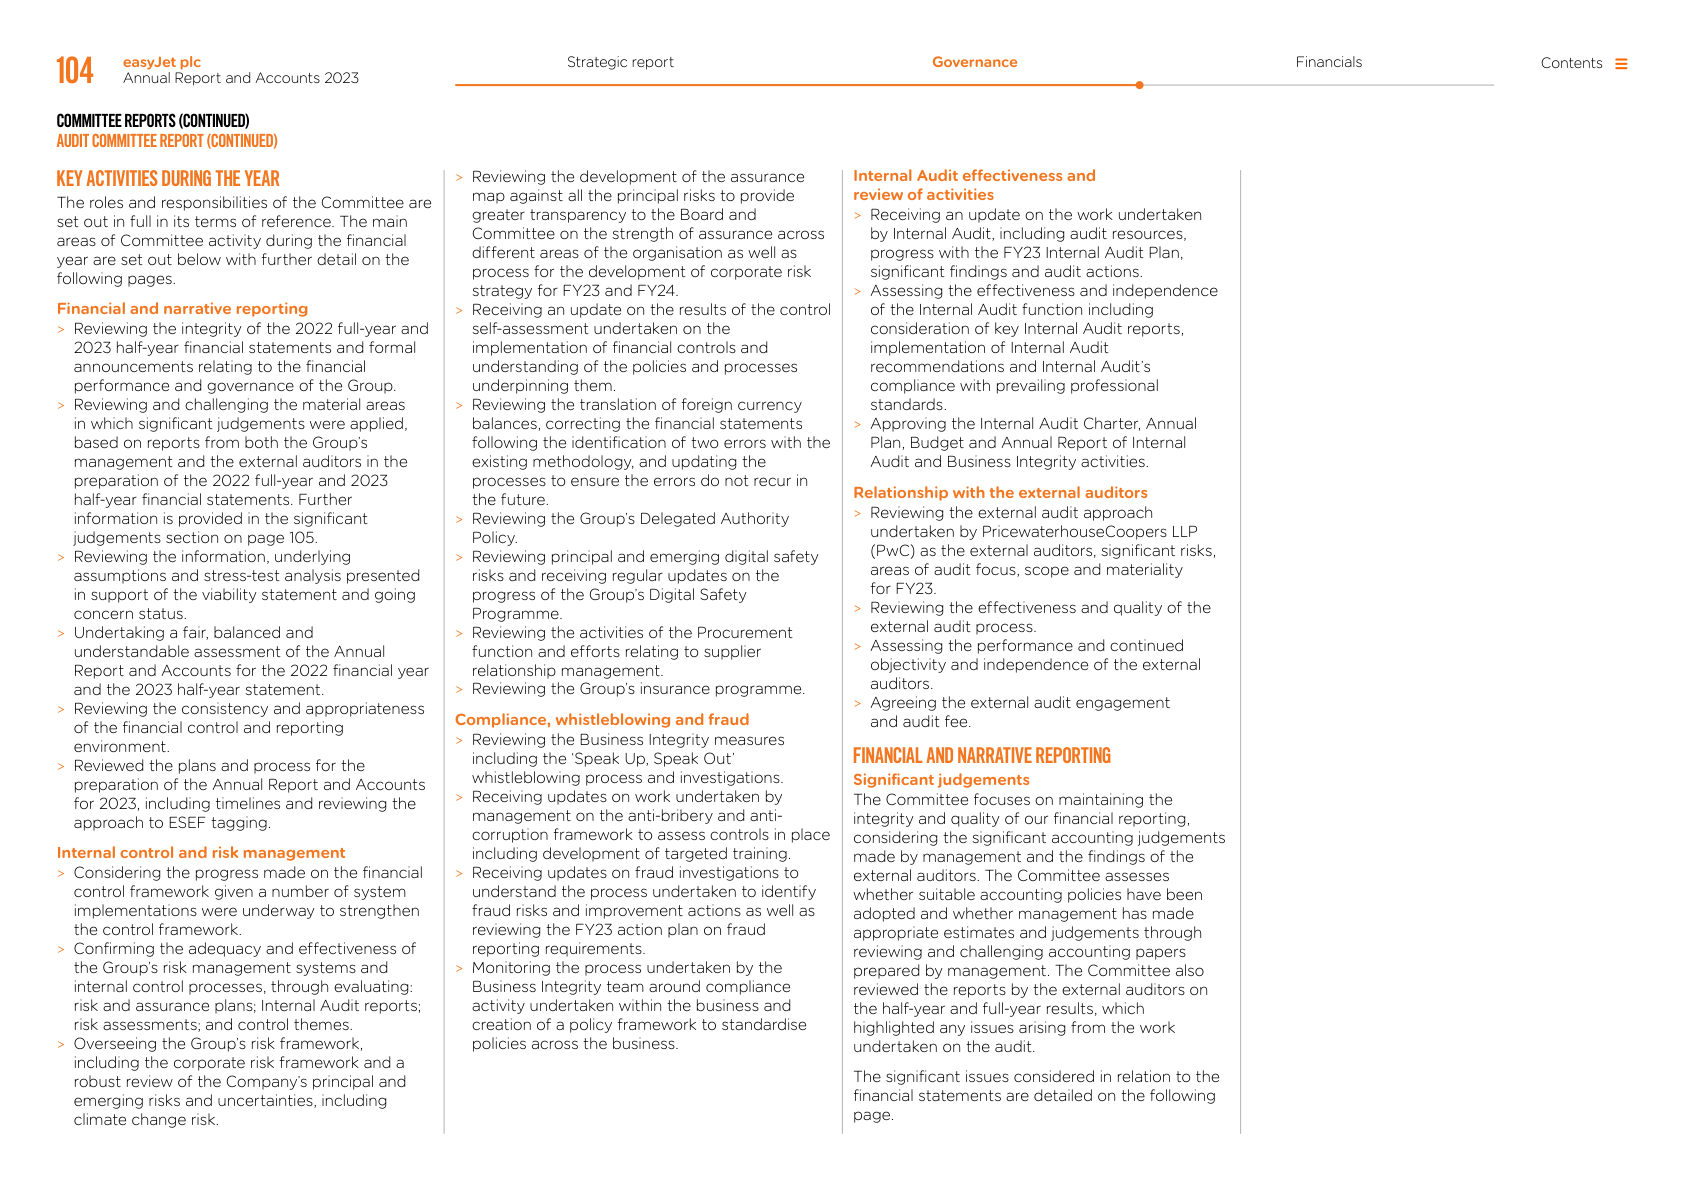 104
easyJet plc
Annual Report and Accounts 2023
Strategic report
Governance
Financials
Contents
COMMITTEE REPORTS (CONTINUED)
AUDIT COMMITTEE REPORT (CONTINUED)
KEY ACTIVITIES DURING THE YEAR
The roles and responsibilities of the Committee are
set out in full in its terms of reference. The main
areas of Committee activity during the financial
year are set out below with further detail on the
following pages.
Financial and narrative reporting
> Reviewing the integrity of the 2022 full-year and
2023 half-year financial statements and formal
announcements relating to the financial
performance and governance of the Group.
> Reviewing and challenging the material areas
in which significant judgements were applied,
based on reports from both the Group's
management and the external auditors in the
preparation of the 2022 full-year and 2023
half-year financial statements. Further
information is provided in the significant
judgements section on page 105.
> Reviewing the information, underlying
assumptions and stress-test analysis presented
in support of the viability statement and going
concern status.
> Undertaking a fair, balanced and
understandable assessment of the Annual
Report and Accounts for the 2022 financial year
and the 2023 half-year statement.
> Reviewing the consistency and appropriateness
of the financial control and reporting
environment.
> Reviewed the plans and process for the
preparation of the Annual Report and Accounts
for 2023, including timelines and reviewing the
approach to ESEF tagging.
Internal control and risk management
> Considering the progress made on the financial
control framework given a number of system
implementations were underway to strengthen
the control framework.
> Confirming the adequacy and effectiveness of
the Group's risk management systems and
internal control processes, through evaluating:
risk and assurance plans; Internal Audit reports;
risk assessments; and control themes.
> Overseeing the Group's risk framework,
including the corporate risk framework and a
robust review of the Company's principal and
emerging risks and uncertainties, including
climate change risk.
> Reviewing the development of the assurance
map against all the principal risks to provide
greater transparency to the Board and
Committee on the strength of assurance across
different areas of the organisation as well as
process for the development of corporate risk
strategy for FY23 and FY24.
> Receiving an update on the results of the control
self-assessment undertaken on the
implementation of financial controls and
understanding of the policies and processes
underpinning them.
> Reviewing the translation of foreign currency
balances, correcting the financial statements
following the identification of two errors with the
existing methodology, and updating the
processes to ensure the errors do not recur in
the future.
> Reviewing the Group's Delegated Authority
Policy.
> Reviewing principal and emerging digital safety
risks and receiving regular updates on the
progress of the Group's Digital Safety
Programme.
> Reviewing the activities of the Procurement
function and efforts relating to supplier
relationship management.
> Reviewing the Group's insurance programme.
Compliance, whistleblowing and fraud
> Reviewing the Business Integrity measures
including the 'Speak Up, Speak Out'
whistleblowing process and investigations.
> Receiving updates on work undertaken by
management on the anti-bribery and anti-
corruption framework to assess controls in place
including development of targeted training.
> Receiving updates on fraud investigations to
understand the process undertaken to identify
fraud risks and improvement actions as well as
reviewing the FY23 action plan on fraud
reporting requirements.
> Monitoring the process undertaken by the
Business Integrity team around compliance
activity undertaken within the business and
creation of a policy framework to standardise
policies across the business.
Internal Audit effectiveness and
review of activities
> Receiving an update on the work undertaken
by Internal Audit, including audit resources,
progress with the FY23 Internal Audit Plan,
significant findings and audit actions.
> Assessing the effectiveness and independence
of the Internal Audit function including
consideration of key Internal Audit reports,
implementation of Internal Audit
recommendations and Internal Audit's
compliance with prevailing professional
standards.
> Approving the Internal Audit Charter, Annual
Plan, Budget and Annual Report of Internal
Audit and Business Integrity activities.
Relationship with the external auditors
> Reviewing the external audit approach
undertaken by PricewaterhouseCoopers LLP
(PwC) as the external auditors, significant risks,
areas of audit focus, scope and materiality
for FY23.
> Reviewing the effectiveness and quality of the
external audit process.
> Assessing the performance and continued
objectivity and independence of the external
auditors.
> Agreeing the external audit engagement
and audit fee.
FINANCIAL AND NARRATIVE REPORTING
Significant judgements
The Committee focuses on maintaining the
integrity and quality of our financial reporting,
considering the significant accounting judgements
made by management and the findings of the
external auditors. The Committee assesses
whether suitable accounting policies have been
adopted and whether management has made
appropriate estimates and judgements through
reviewing and challenging accounting papers
prepared by management. The Committee also
reviewed the reports by the external auditors on
the half-year and full-year results, which
highlighted any issues arising from the work
undertaken on the audit.
The significant issues considered in relation to the
financial statements are detailed on the following
page.